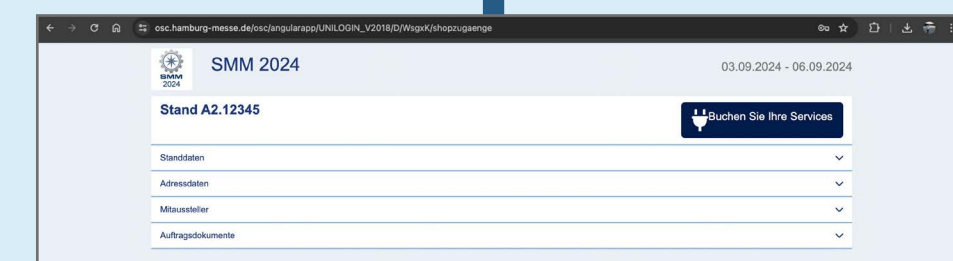 osc.hamburg-messe.de/osc/angularapp/UNILOGIN_V2018/D/WsgxK/shopzugaenge
SMM
2024
SMM 2024
03.09.2024 - 06.09.2024
Stand A2.12345
Buchen Sie Ihre Services
Standdaten
Adressdaten
Mitaussteller
Auftragsdokumente